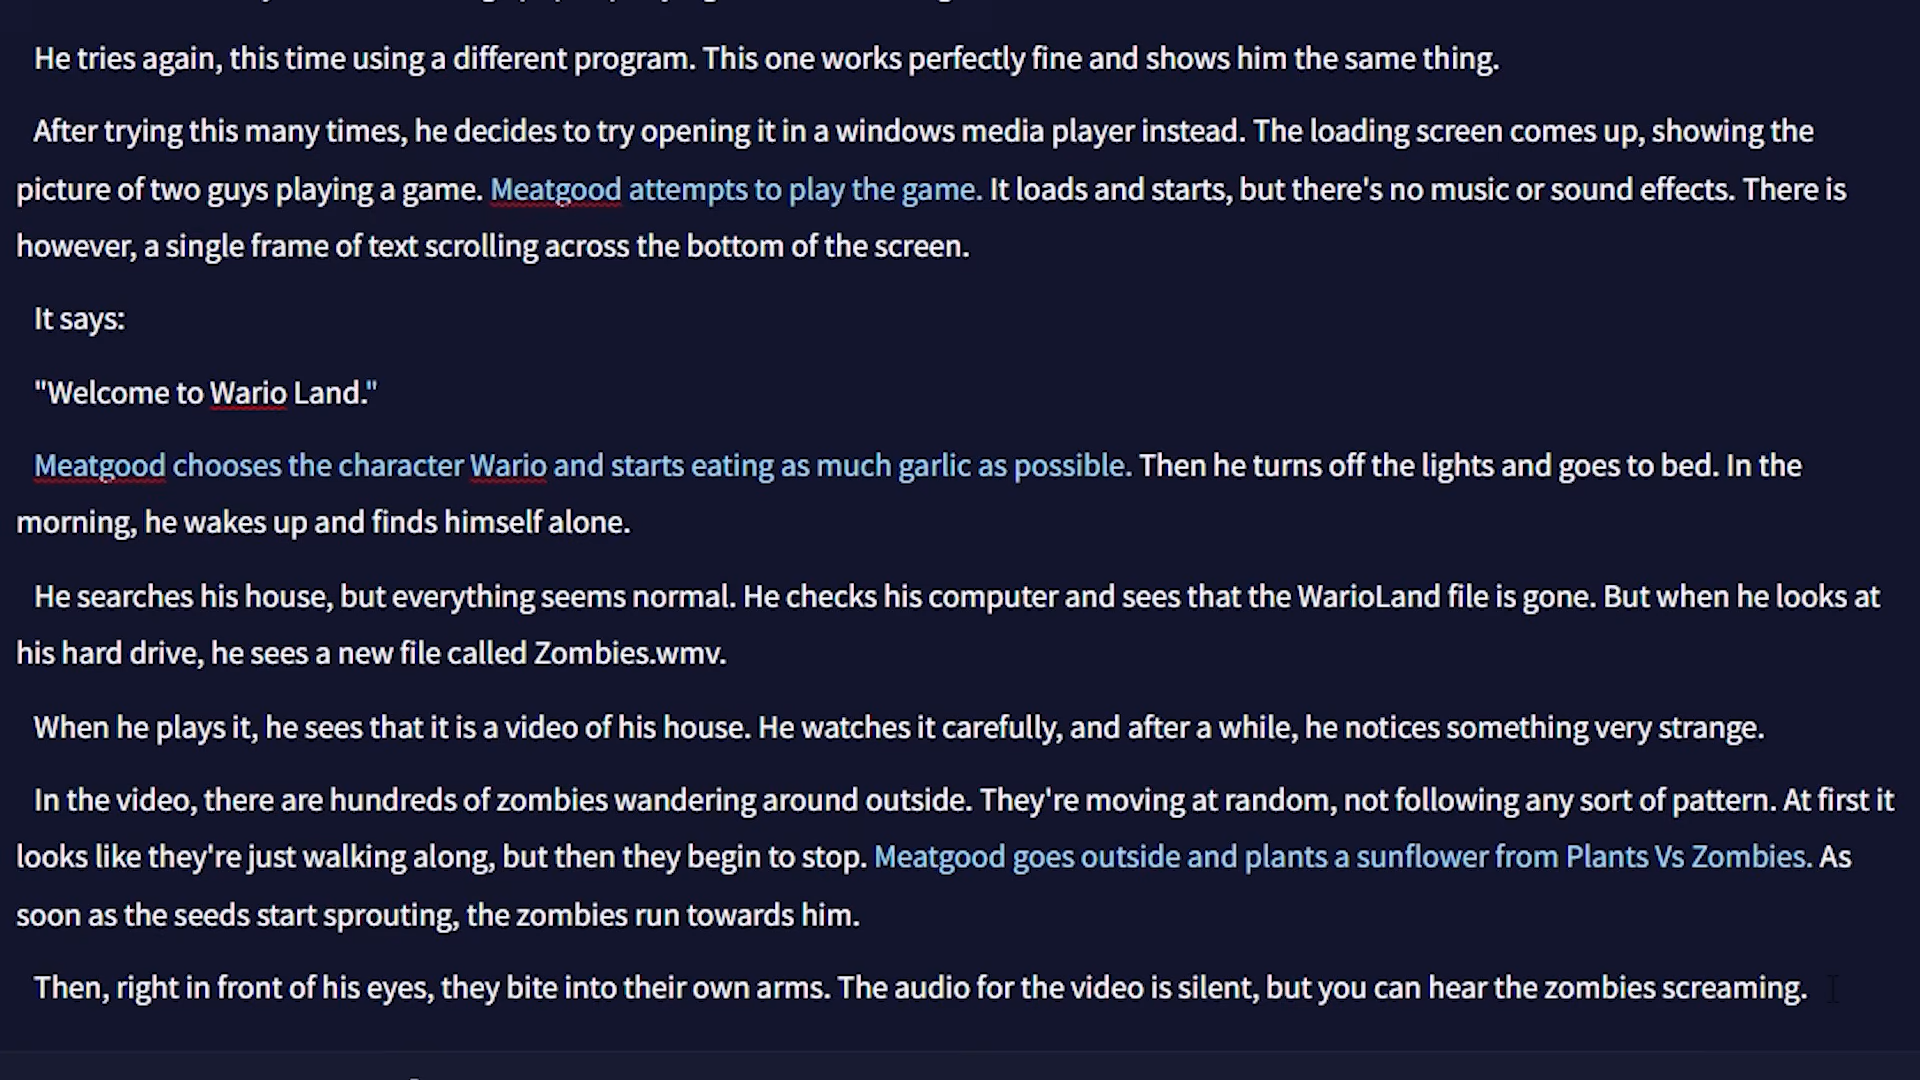 He tries again, this time using a different program. This one works perfectly fine and shows him the same thing.
After trying this many times, he decides to try opening it in a windows media player instead. The loading screen comes up, showing the
picture of two guys playing a game. Meatgood attempts to play the game. It loads and starts, but there's no music or sound effects. There is
however, a single frame of text scrolling across the bottom of the screen.
It says:
"Welcome to Wario Land."
Meatgood chooses the character Wario and starts eating as much garlic as possible. Then he turns off the lights and goes to bed. In the
morning, he wakes up and finds himself alone.
He searches his house, but everything seems normal. He checks his computer and sees that the WarioLand file is gone. But when he looks at
his hard drive, he sees a new file called Zombies.wmv.
When he plays it, he sees that it is a video of his house. He watches it carefully, and after a while, he notices something very strange.
In the video, there are hundreds of zombies wandering around outside. They're moving at random, not following any sort of pattern. At first it
looks like they're just walking along, but then they begin to stop. Meatgood goes outside and plants a sunflower from Plants Vs Zombies. As
soon as the seeds start sprouting, the zombies run towards him.
Then, right in front of his eyes, they bite into their own arms. The audio for the video is silent, but you can hear the zombies screaming.